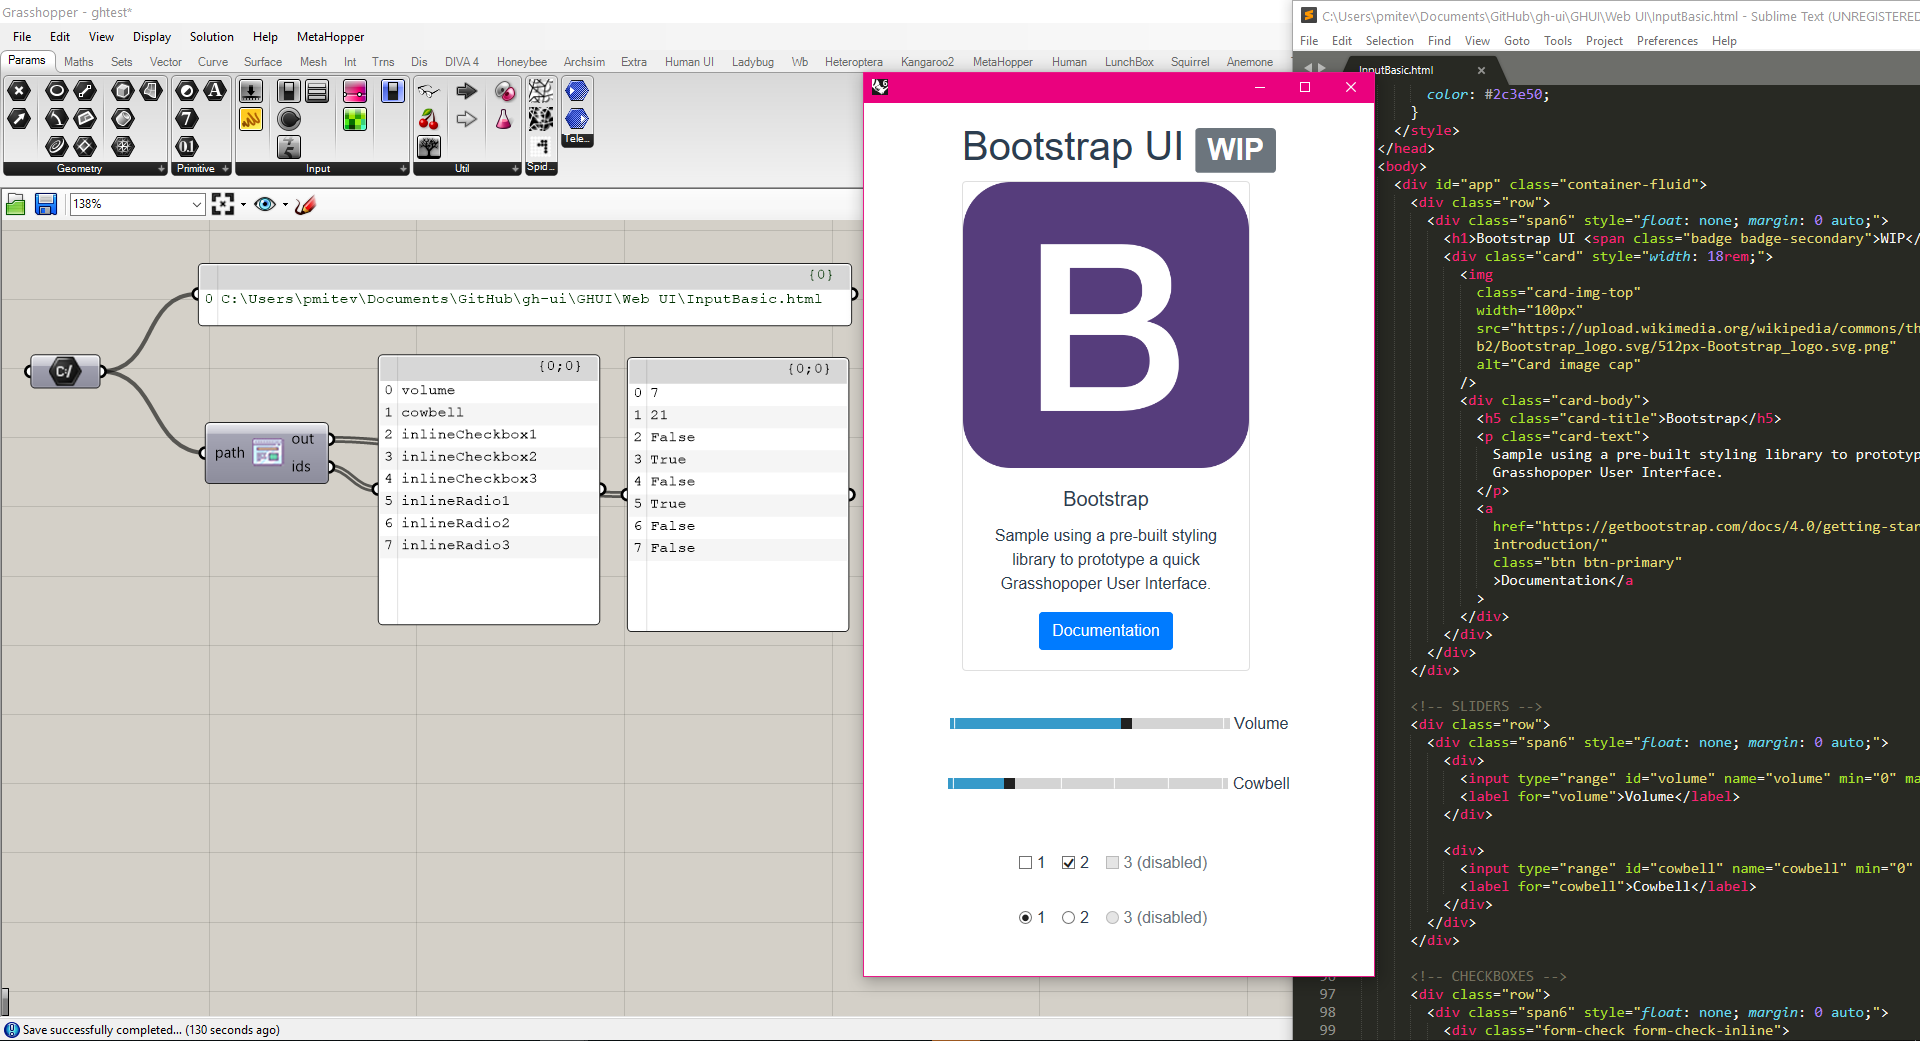 Grasshopper - ghtest*
File Edit View Display Solution Help MetaHopper
Params Maths Sets Vector Curve Surface Mesh Int Trns Dis DIVA 4 Honeybee Archsim Extra Human UI Ladybug Wb Heteroptera Kangaroo2 MetaHopper Human LunchBox Squirrel Anemone
Geometry Primitive Input Util Spid... Tele...
138%
{0}
0 C:\Users\pmitev\Documents\GitHub\gh-ui\GHUI\Web UI\InputBasic.html
C:/
path out
ids
{0;0}
0 volume
1 cowbell
2 inlineCheckbox1
3 inlineCheckbox2
4 inlineCheckbox3
5 inlineRadio1
6 inlineRadio2
7 inlineRadio3
{0;0}
0 7
1 21
2 False
3 True
4 False
5 True
6 False
7 False
Save successfully completed... (130 seconds ago)
Bootstrap UI WIP
B
Bootstrap
Sample using a pre-built styling
library to prototype a quick
Grasshopoper User Interface.
Documentation
Volume
Cowbell
1 2 3 (disabled)
1 2 3 (disabled)
C:\Users\pmitev\Documents\GitHub\gh-ui\GHUI\Web UI\InputBasic.html - Sublime Text (UNREGISTERED
File Edit Selection Find View Goto Tools Project Preferences Help
InputBasic.html
color: #2c3e50;
}
</style>
</head>
<body>
<div id="app" class="container-fluid">
<div class="row">
<div class="span6" style="float: none; margin: 0 auto;">
<h1>Bootstrap UI <span class="badge badge-secondary">WIP</
<div class="card" style="width: 18rem;">
<img
class="card-img-top"
width="100px"
src="https://upload.wikimedia.org/wikipedia/commons/th
b2/Bootstrap_logo.svg/512px-Bootstrap_logo.svg.png"
alt="Card image cap"
/>
<div class="card-body">
<h5 class="card-title">Bootstrap</h5>
<p class="card-text">
Sample using a pre-built styling library to prototyp
Grasshopoper User Interface.
</p>
<a
href="https://getbootstrap.com/docs/4.0/getting-star
introduction/"
class="btn btn-primary"
>Documentation</a
>
</div>
</div>
</div>
</div>
<!-- SLIDERS -->
<div class="row">
<div class="span6" style="float: none; margin: 0 auto;">
<div>
<input type="range" id="volume" name="volume" min="0" ma
<label for="volume">Volume</label>
</div>
<div>
<input type="range" id="cowbell" name="cowbell" min="0"
<label for="cowbell">Cowbell</label>
</div>
</div>
</div>
<!-- CHECKBOXES -->
97 <div class="row">
98 <div class="span6" style="float: none; margin: 0 auto;">
99 <div class="form-check form-check-inline">